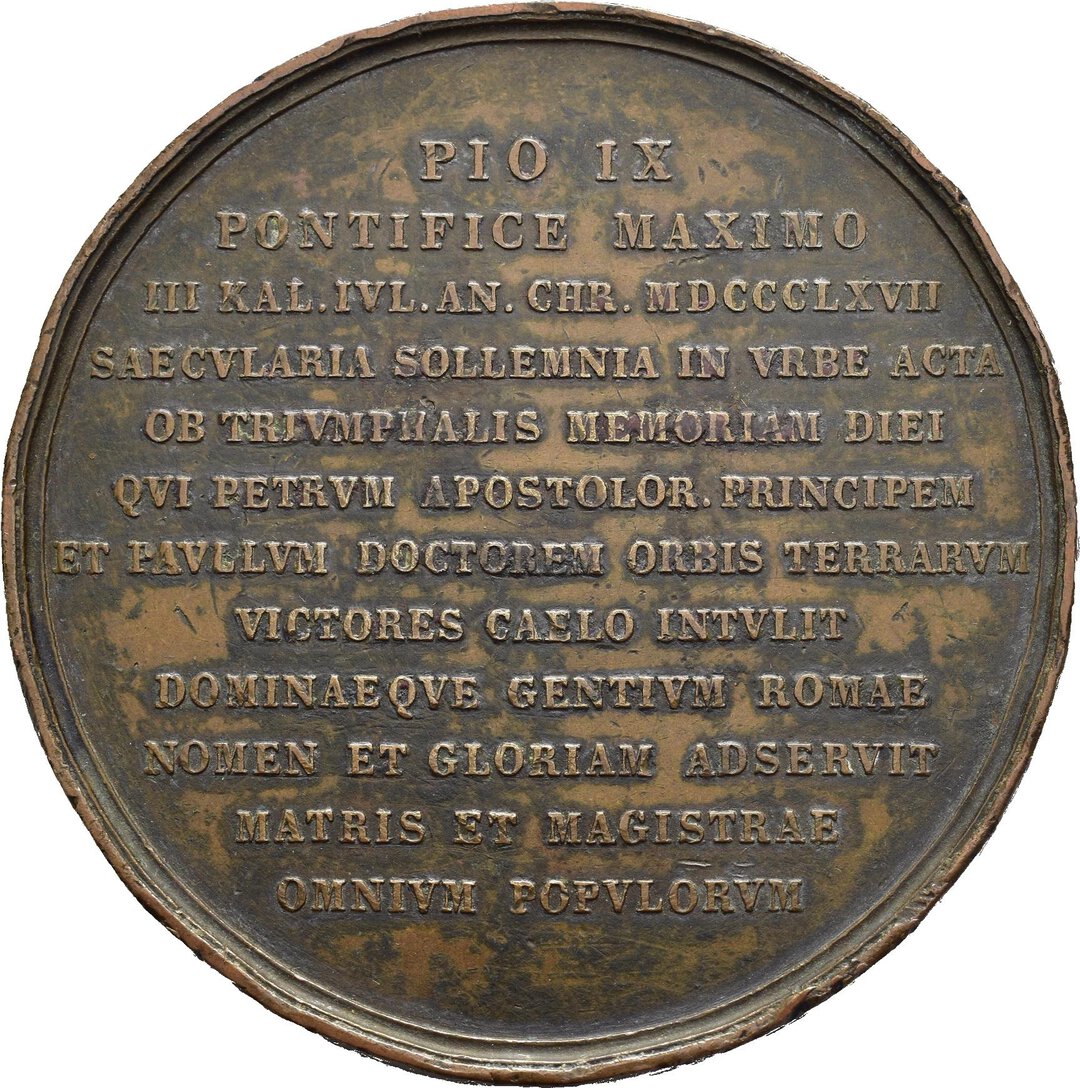 PIO IX
PONTIFICE MAXIMO
III KAL. IVL. AN. CHR. MDCCCLXVII
SAECVLARIA SOLLEMNIA IN VRBE ACTA
OB TRIVMPHALIS MEMORIAM DIEI
QVI PETRVM APOSTOLOR. PRINCIPEM
ET PAVLLVM DOCTOREM ORBIS TERRARVM
VICTORES CAELO INTVLIT
DOMINAEQVE GENTIVM ROMAE
NOMEN ET GLORIAM ADSERVIT
MATRIS ET MAGISTRAE
OMNIVM POPVLORVM